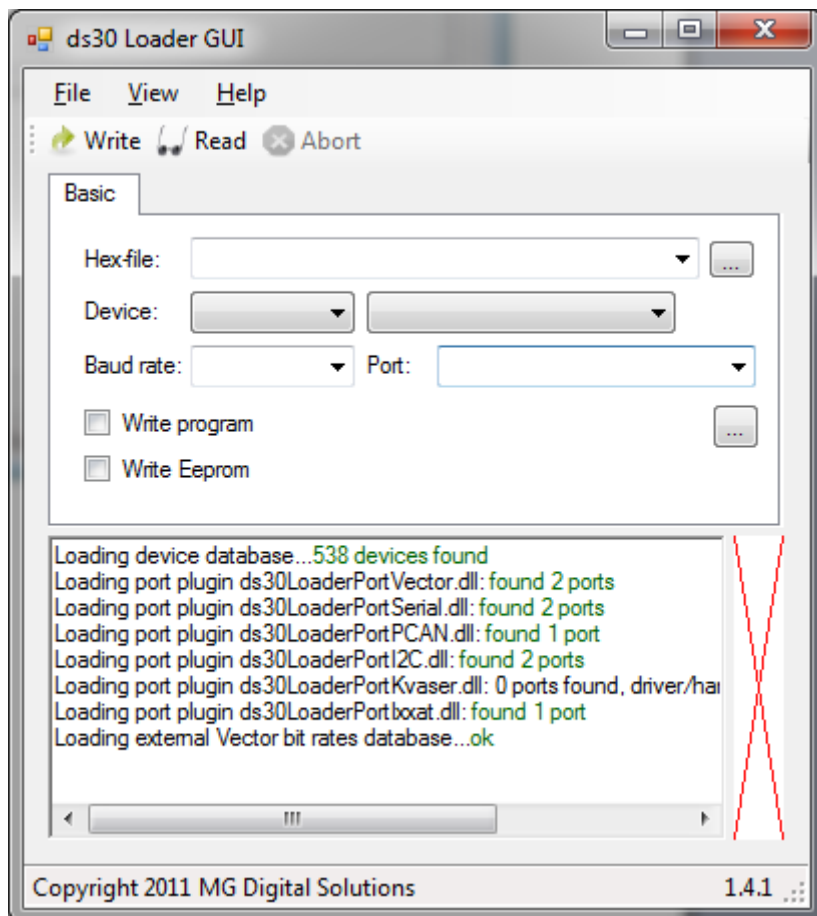 ds30 Loader GUI
File View Help
Write Read Abort
Basic
Hex-file: ...
Device:
Baud rate: Port:
Write program ...
Write Eeprom
Loading device database...538 devices found
Loading port plugin ds30LoaderPortVector.dll: found 2 ports
Loading port plugin ds30LoaderPortSerial.dll: found 2 ports
Loading port plugin ds30LoaderPortPCAN.dll: found 1 port
Loading port plugin ds30LoaderPortI2C.dll: found 2 ports
Loading port plugin ds30LoaderPortKvaser.dll: 0 ports found, driver/har
Loading port plugin ds30LoaderPortIxxat.dll: found 1 port
Loading external Vector bit rates database...ok
Copyright 2011 MG Digital Solutions 1.4.1